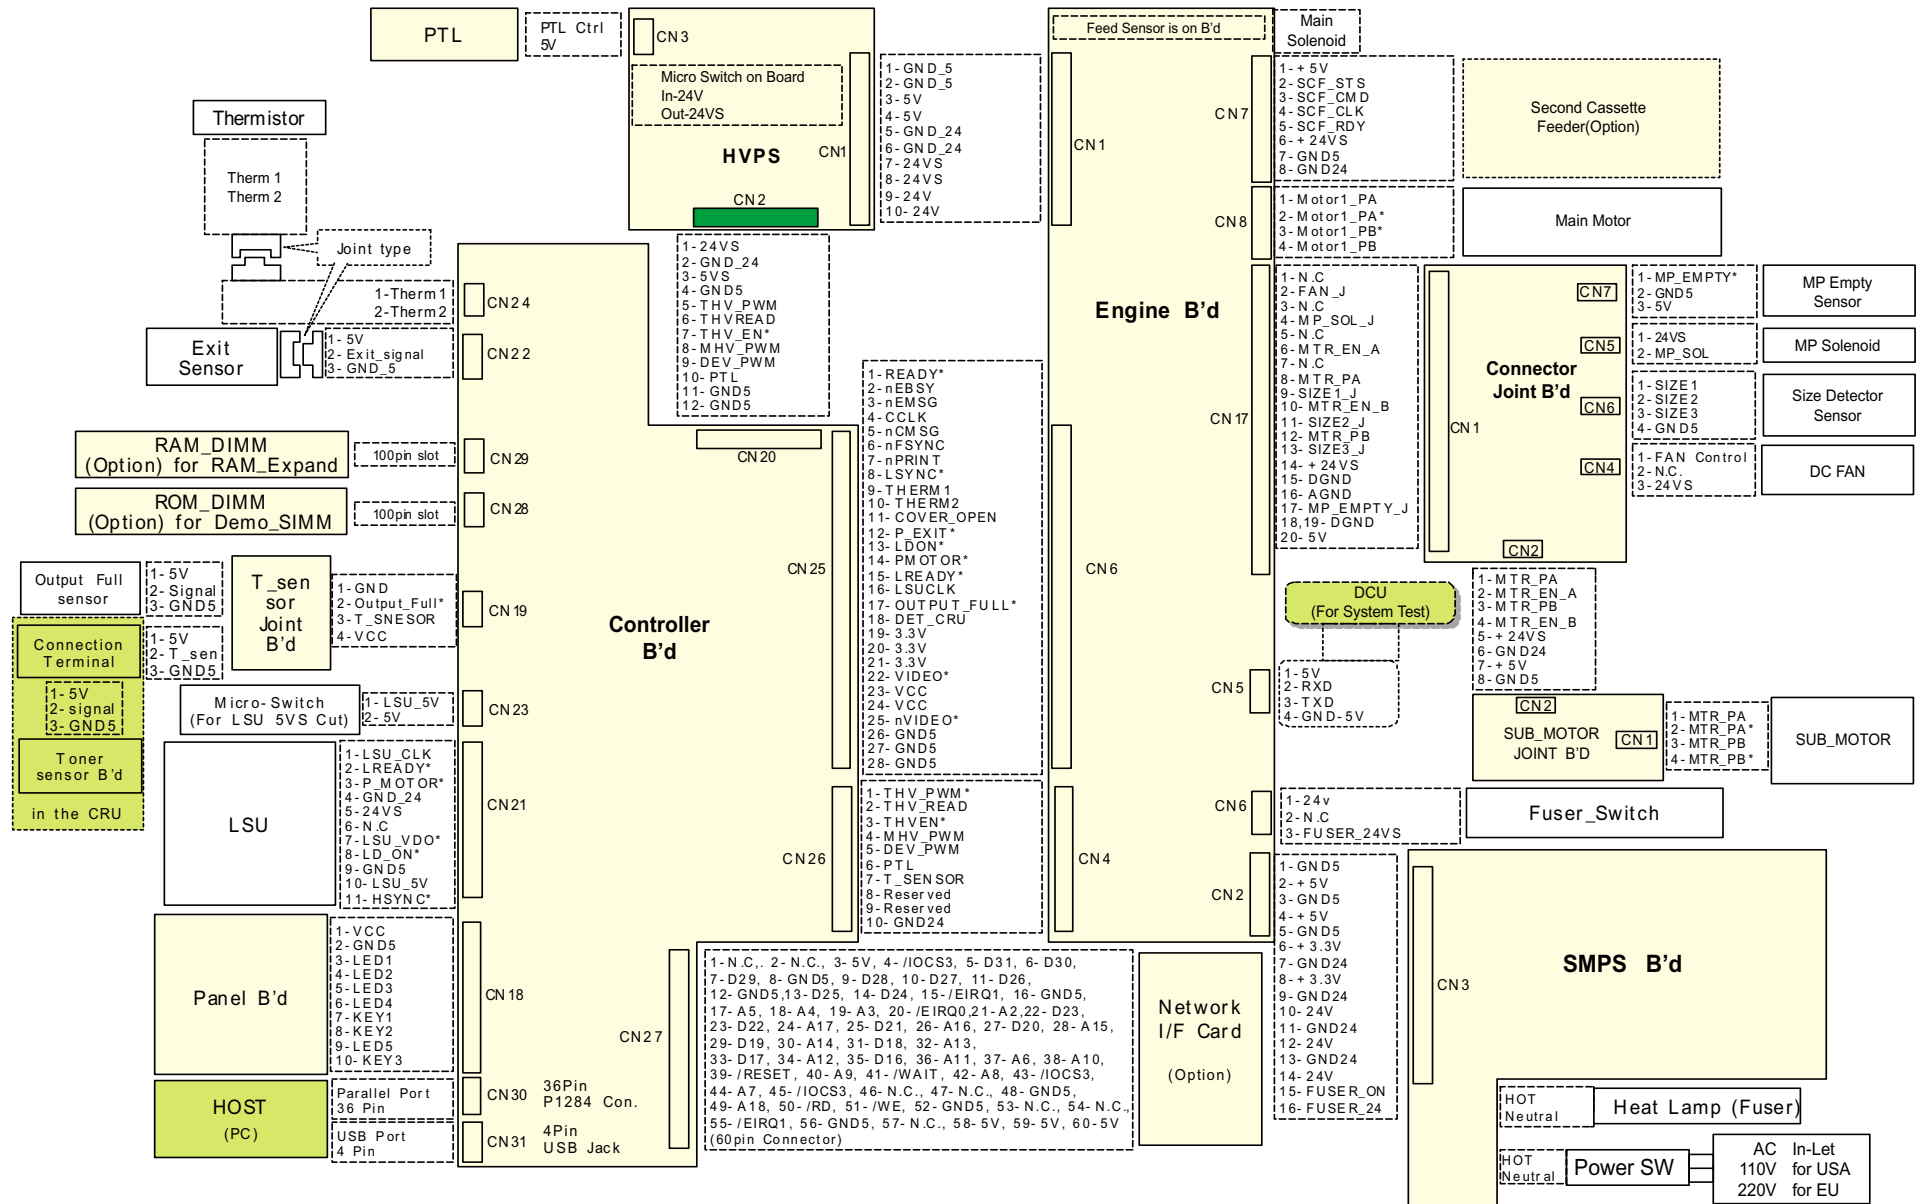 PTL
PTL Ctrl
5V
CN3
Micro Switch on Board
In-24V
Out-24VS
HVPS
CN1
CN2
1-GND_5
2-GND_5
3-5V
4-5V
5-GND_24
6-GND_24
7-24VS
8-24VS
9-24V
10-24V
Feed Sensor is on B'd
Main
Solenoid
CN1
CN7
1-+5V
2-SCF_STS
3-SCF_CMD
4-SCF_CLK
5-SCF_RDY
6-+24VS
7-GND5
8-GND24
Second Cassette
Feeder(Option)
CN8
1-Motor1_PA
2-Motor1_PA*
3-Motor1_PB*
4-Motor1_PB
Main Motor
Thermistor
Therm 1
Therm 2
Joint type
1-Therm1
2-Therm2
CN24
Exit
Sensor
1-5V
2-Exit_signal
3-GND_5
CN22
1-24VS
2-GND_24
3-5VS
4-GND5
5-THV_PWM
6-THVREAD
7-THV_EN*
8-MHV_PWM
9-DEV_PWM
10-PTL
11-GND5
12-GND5
Engine B'd
CN17
1-N.C
2-FAN_J
3-N.C
4-MP_SOL_J
5-N.C
6-MTR_EN_A
7-N.C
8-MTR_PA
9-SIZE1_J
10-MTR_EN_B
11-SIZE2_J
12-MTR_PB
13-SIZE3_J
14-+24VS
15-DGND
16-AGND
17-MP_EMPTY_J
18,19-DGND
20-5V
Connector
Joint B'd
CN1
CN7
CN5
CN6
CN4
CN2
1-MP_EMPTY*
2-GND5
3-5V
MP Empty
Sensor
1-24VS
2-MP_SOL
MP Solenoid
1-SIZE1
2-SIZE2
3-SIZE3
4-GND5
Size Detector
Sensor
1-FAN Control
2-N.C.
3-24VS
DC FAN
RAM_DIMM
(Option) for RAM_Expand
100pin slot
CN29
ROM_DIMM
(Option) for Demo_SIMM
100pin slot
CN28
CN20
CN25
1-READY*
2-nEBSY
3-nEMSG
4-CCLK
5-nCMSG
6-nFSYNC
7-nPRINT
8-LSYNC*
9-THERM1
10-THERM2
11-COVER_OPEN
12-P_EXIT*
13-LDON*
14-PMOTOR*
15-LREADY*
16-LSUCLK
17-OUTPUT_FULL*
18-DET_CRU
19-3.3V
20-3.3V
21-3.3V
22-VIDEO*
23-VCC
24-VCC
25-nVIDEO*
26-GND5
27-GND5
28-GND5
CN6
Output Full
sensor
1-5V
2-Signal
3-GND5
T_sen
sor
Joint
B'd
1-GND
2-Output_Full*
3-T_SNESOR
4-VCC
CN19
Controller
B'd
Connection
Terminal
1-5V
2-T_sen
3-GND5
1-5V
2-signal
3-GND5
Toner
sensor B'd
in the CRU
Micro-Switch
(For LSU 5VS Cut)
1-LSU_5V
2-5V
CN23
DCU
(For System Test)
CN5
1-5V
2-RXD
3-TXD
4-GND-5V
1-MTR_PA
2-MTR_EN_A
3-MTR_PB
4-MTR_EN_B
5-+24VS
6-GND24
7-+5V
8-GND5
CN2
SUB_MOTOR
JOINT B'D
CN1
1-MTR_PA
2-MTR_PA*
3-MTR_PB
4-MTR_PB*
SUB_MOTOR
LSU
1-LSU_CLK
2-LREADY*
3-P_MOTOR*
4-GND_24
5-24VS
6-N.C
7-LSU_VDO*
8-LD_ON*
9-GND5
10-LSU_5V
11-HSYNC*
CN21
CN26
1-THV_PWM*
2-THV_READ
3-THVEN*
4-MHV_PWM
5-DEV_PWM
6-PTL
7-T_SENSOR
8-Reserved
9-Reserved
10-GND24
CN4
CN6
1-24v
2-N.C
3-FUSER_24VS
Fuser_Switch
CN2
1-GND5
2-+5V
3-GND5
4-+5V
5-GND5
6-+3.3V
7-GND24
8-+3.3V
9-GND24
10-24V
11-GND24
12-24V
13-GND24
14-24V
15-FUSER_ON
16-FUSER_24
CN3
SMPS B'd
Panel B'd
1-VCC
2-GND5
3-LED1
4-LED2
5-LED3
6-LED4
7-KEY1
8-KEY2
9-LED5
10-KEY3
CN18
CN27
1-N.C,. 2-N.C., 3-5V, 4-/IOCS3, 5-D31, 6-D30,
7-D29, 8-GND5, 9-D28, 10-D27, 11-D26,
12-GND5,13-D25, 14-D24, 15-/EIRQ1, 16-GND5,
17-A5, 18-A4, 19-A3, 20-/EIRQ0,21-A2,22-D23,
23-D22, 24-A17, 25-D21, 26-A16, 27-D20, 28-A15,
29-D19, 30-A14, 31-D18, 32-A13,
33-D17, 34-A12, 35-D16, 36-A11, 37-A6, 38-A10,
39-/RESET, 40-A9, 41-/WAIT, 42-A8, 43-/IOCS3,
44-A7, 45-/IOCS3, 46-N.C., 47-N.C., 48-GND5,
49-A18, 50-/RD, 51-/WE, 52-GND5, 53-N.C., 54-N.C.,
55-/EIRQ1, 56-GND5, 57-N.C., 58-5V, 59-5V, 60-5V
(60pin Connector)
Network
I/F Card
(Option)
HOST
(PC)
Parallel Port
36 Pin
CN30
36Pin
P1284 Con.
USB Port
4 Pin
CN31
4Pin
USB Jack
HOT
Neutral
Heat Lamp (Fuser)
HOT
Neutral
Power SW
AC In-Let
110V for USA
220V for EU